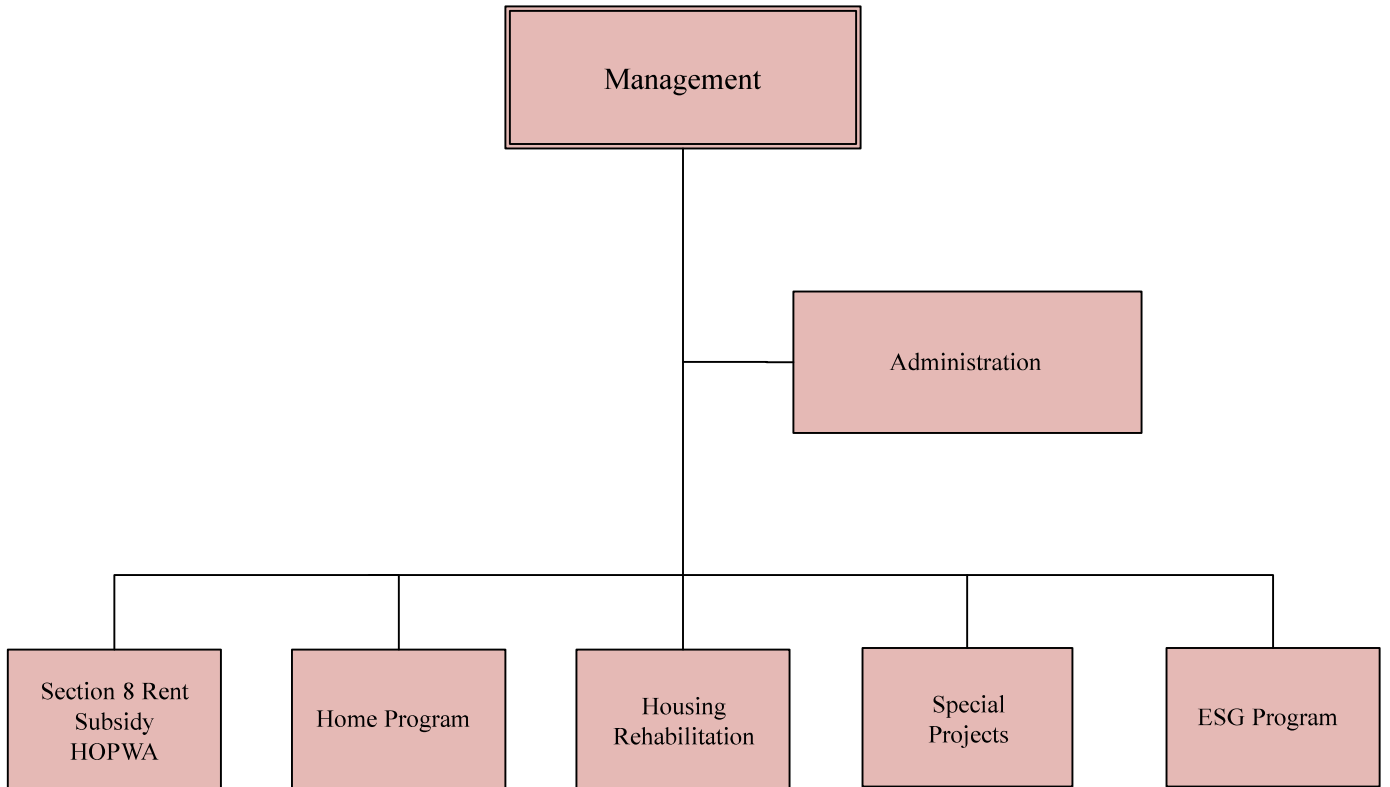 Management
Administration
Section 8 Rent
Subsidy
HOPWA
Home Program
Housing
Rehabilitation
Special
Projects
ESG Program